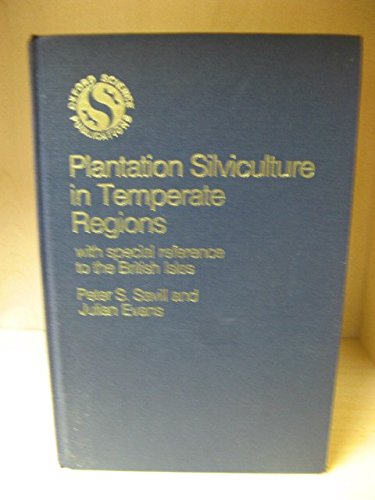 OXFORD SCIENCE
PUBLICATIONS
Plantation Silviculture
in Temperate
Regions
with special reference
to the British Isles
Peter S. Savill and
Julian Evans